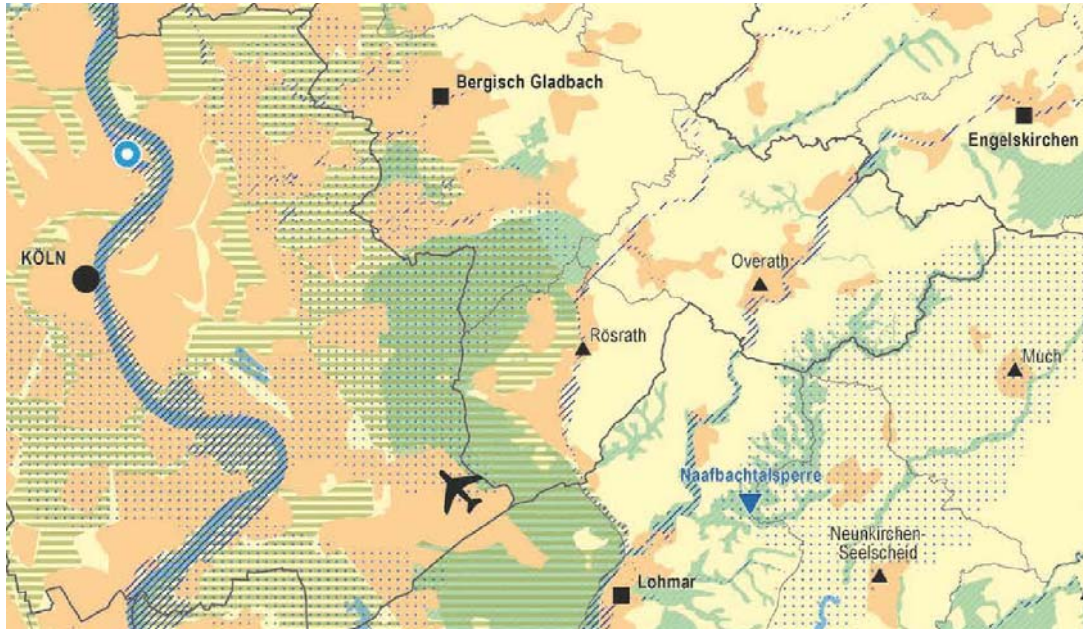 Bergisch Gladbach
Engelskirchen
KÖLN
Overath
Rösrath
Much
Naafbachtalsperre
Neunkirchen-
Seelscheid
Lohmar